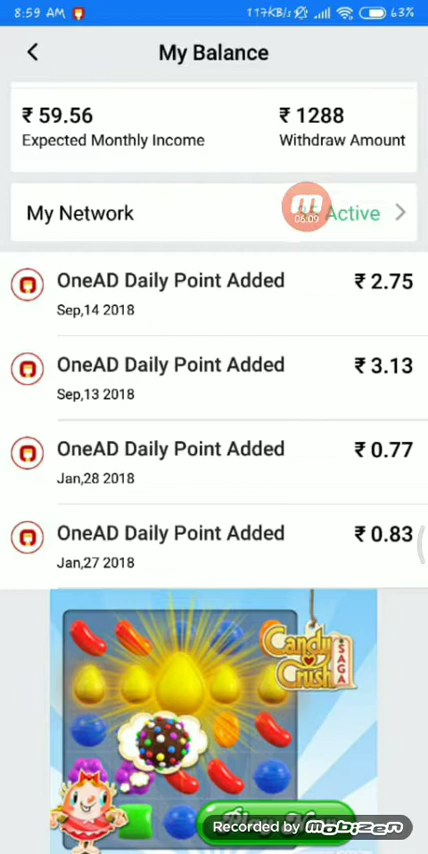 8:59 AM
117KB/s
63%
My Balance
₹ 59.56
₹ 1288
Expected Monthly Income
Withdraw Amount
My Network
06:09
Active
OneAD Daily Point Added
₹ 2.75
Sep,14 2018
OneAD Daily Point Added
₹ 3.13
Sep,13 2018
OneAD Daily Point Added
₹ 0.77
Jan,28 2018
OneAD Daily Point Added
₹ 0.83
Jan,27 2018
Candy
Crush
SAGA
Recorded by mobizen